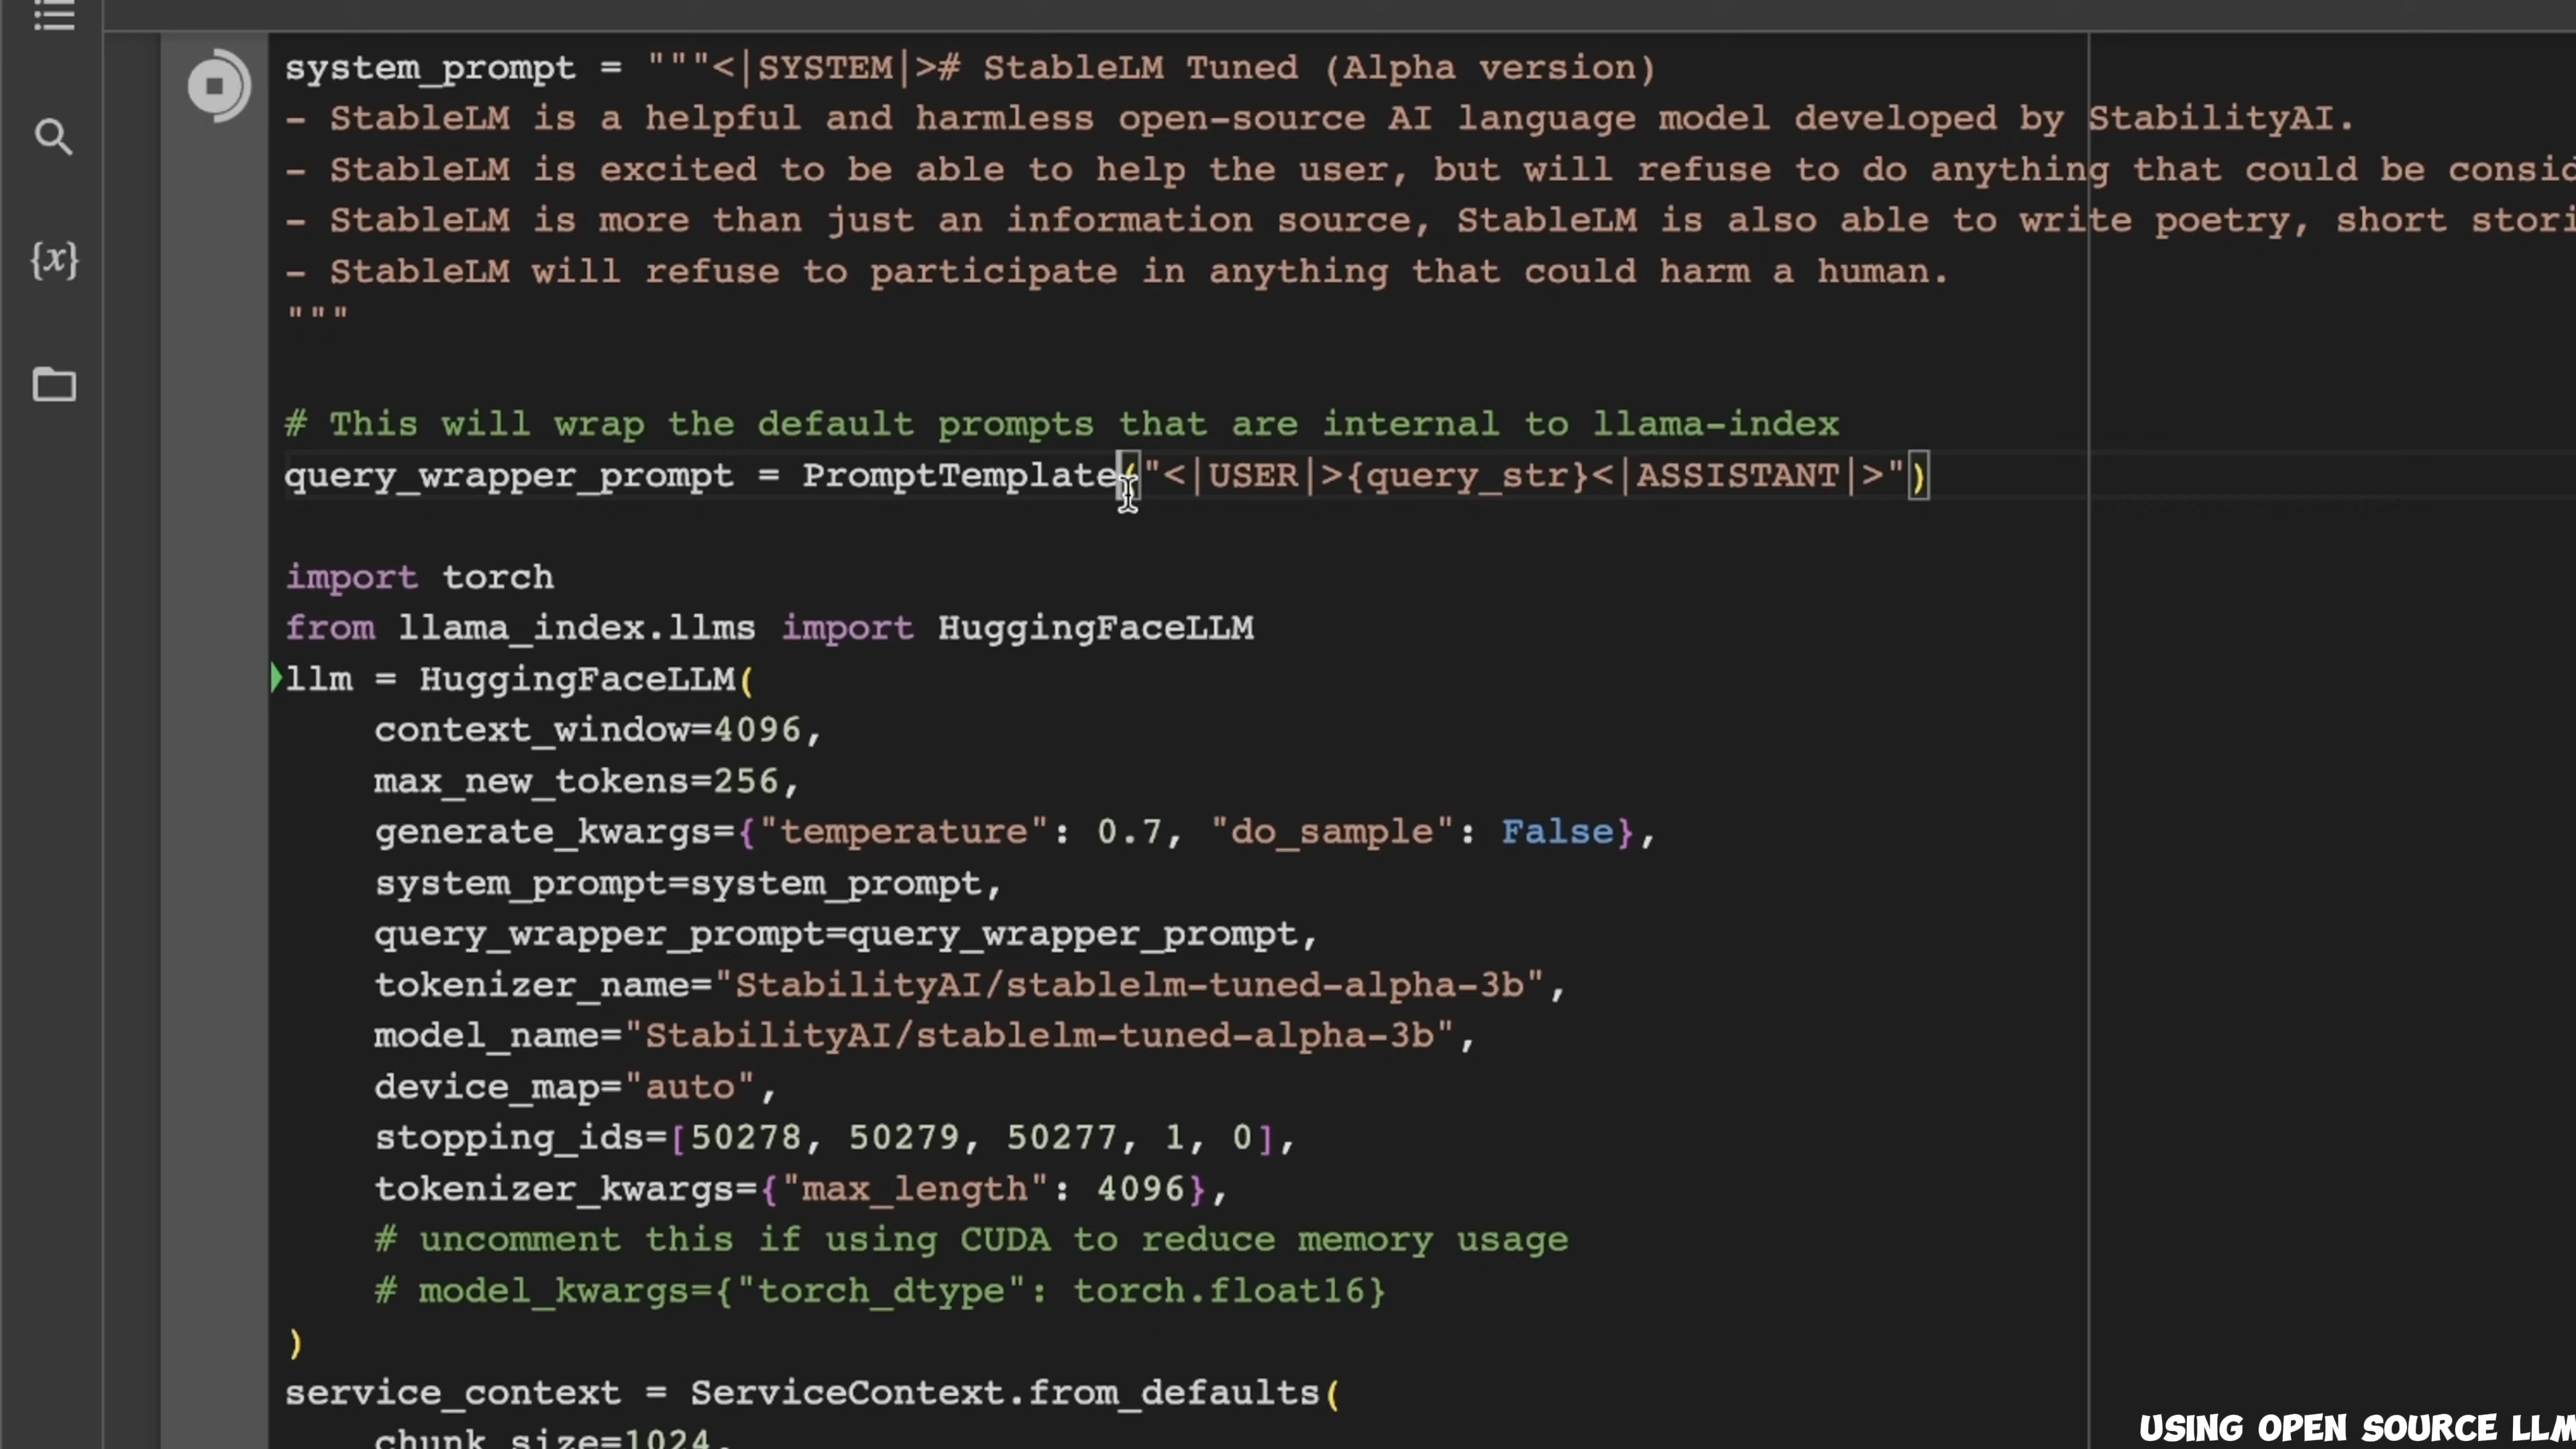 system_prompt = """<|SYSTEM|># StableLM Tuned (Alpha version)
- StableLM is a helpful and harmless open-source AI language model developed by StabilityAI.
- StableLM is excited to be able to help the user, but will refuse to do anything that could be
- StableLM is more than just an information source, StableLM is also able to write poetry, short
- StableLM will refuse to participate in anything that could harm a human.
"""
# This will wrap the default prompts that are internal to llama-index
query_wrapper_prompt = PromptTemplate("<|USER|>{query_str}<|ASSISTANT|>")
import torch
from llama_index.llms import HuggingFaceLLM
llm = HuggingFaceLLM(
context_window=4096,
max_new_tokens=256,
generate_kwargs={"temperature": 0.7, "do_sample": False},
system_prompt=system_prompt,
query_wrapper_prompt=query_wrapper_prompt,
tokenizer_name="StabilityAI/stablelm-tuned-alpha-3b",
model_name="StabilityAI/stablelm-tuned-alpha-3b",
device_map="auto",
stopping_ids=[50278, 50279, 50277, 1, 0],
tokenizer_kwargs={"max_length": 4096},
# uncomment this if using CUDA to reduce memory usage
# model_kwargs={"torch_dtype": torch.float16}
)
service_context = ServiceContext.from_defaults(
chunk_size=1024,
{x}
USING OPEN SOURCE LLM